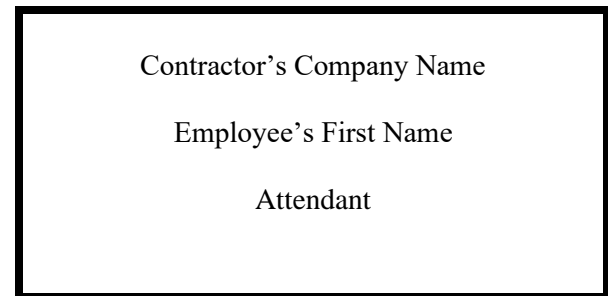 Contractor’s Company Name
Employee’s First Name
Attendant